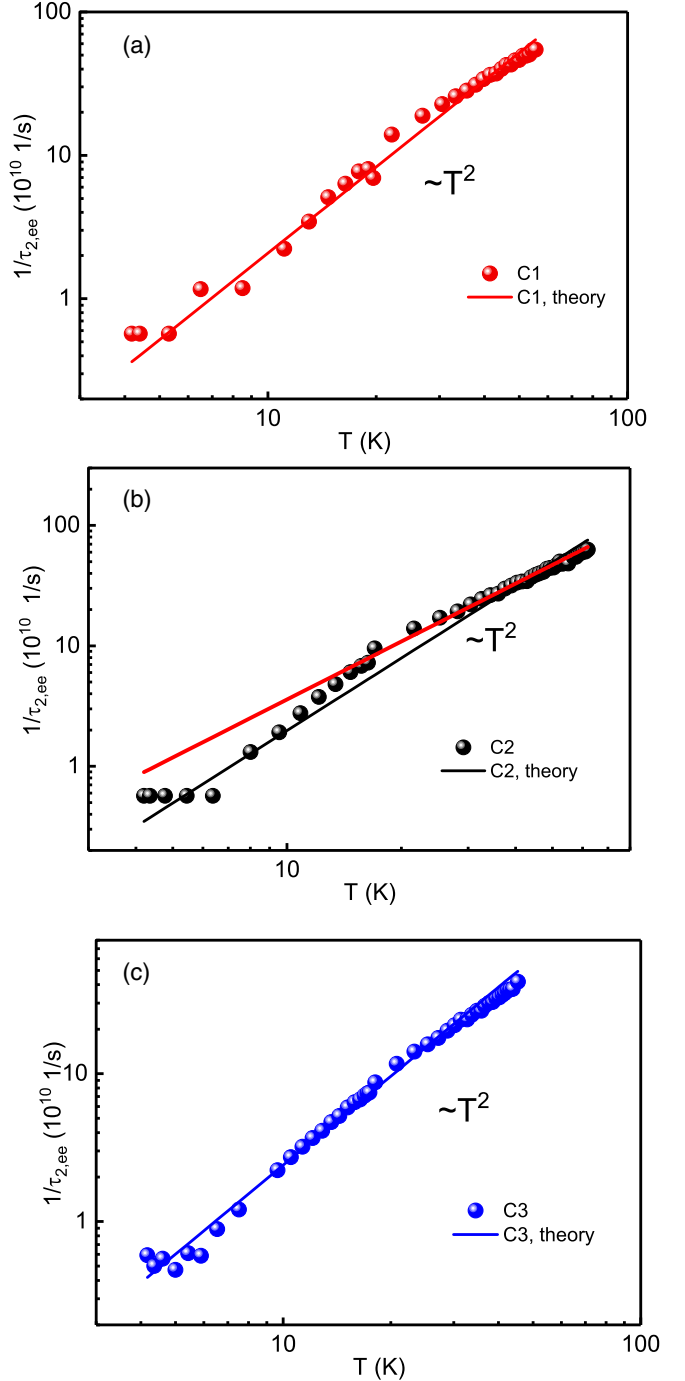 (a)
100
10
1
1/τ2,ee (10^10 1/s)
~T^2
C1
C1, theory
10
100
T (K)
(b)
100
10
1
1/τ2,ee (10^10 1/s)
~T^2
C2
C2, theory
10
T (K)
(c)
10
1
1/τ2,ee (10^10 1/s)
~T^2
C3
C3, theory
10
100
T (K)